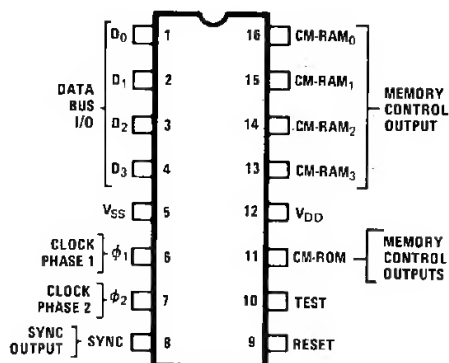 D₀ 1 16 CM-RAM₀
D₁ 2 15 CM-RAM₁
DATA BUS I/O
MEMORY CONTROL OUTPUT
D₂ 3 14 CM-RAM₂
D₃ 4 13 CM-RAM₃
V_SS 5 12 V_DD
CLOCK PHASE 1 ϕ₁ 6 11 CM-ROM MEMORY CONTROL OUTPUTS
CLOCK PHASE 2 ϕ₂ 7 10 TEST
SYNC OUTPUT SYNC 8 9 RESET